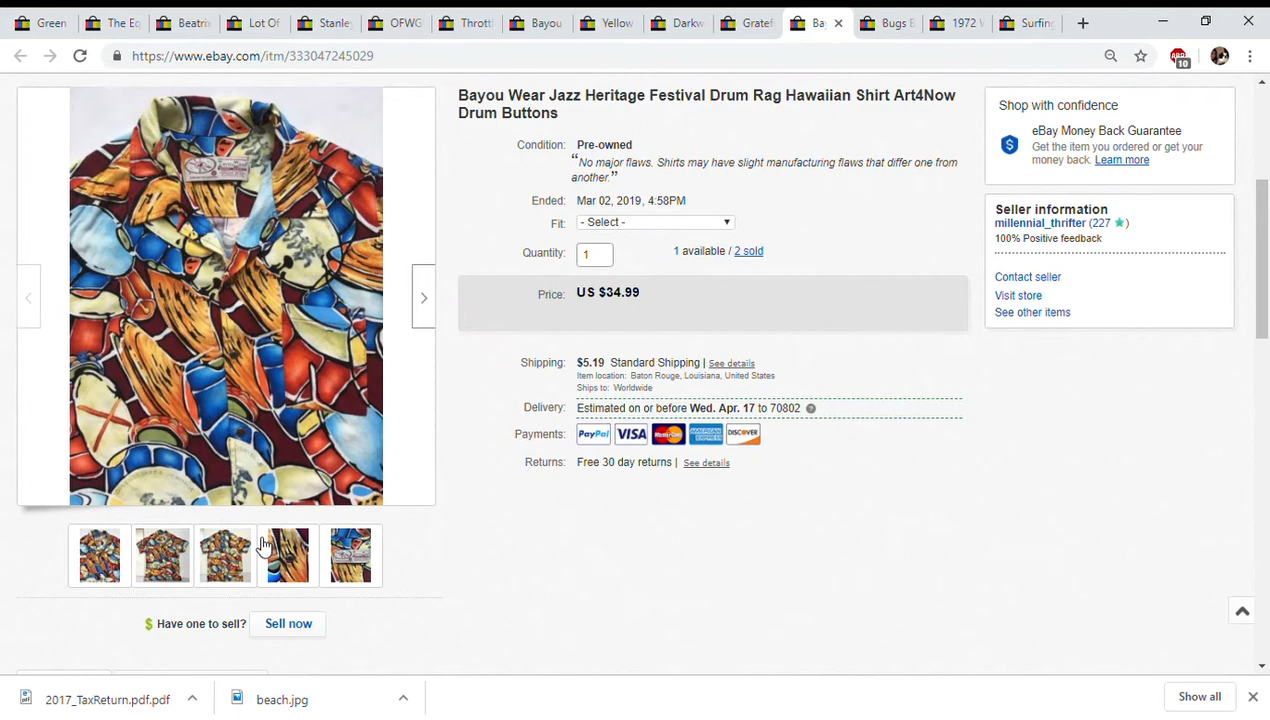 Green
The Eq
Beatrix
Lot Of
Stanley
OFWG
Thrott
Bayou
Yellow
Darkw
Gratef
Ba
Bugs B
1972 V
Surfing
https://www.ebay.com/itm/333047245029
10
Bayou Wear Jazz Heritage Festival Drum Rag Hawaiian Shirt Art4Now
Drum Buttons
Condition: Pre-owned
“No major flaws. Shirts may have slight manufacturing flaws that differ one from
another.”
Ended: Mar 02, 2019, 4:58PM
Fit: - Select -
Quantity: 1 1 available / 2 sold
Price: US $34.99
Shipping: $5.19 Standard Shipping | See details
Item location: Baton Rouge, Louisiana, United States
Ships to: Worldwide
Delivery: Estimated on or before Wed. Apr. 17 to 70802
Payments: PayPal VISA MasterCard AMERICAN EXPRESS DISCOVER
Returns: Free 30 day returns | See details
Shop with confidence
eBay Money Back Guarantee
Get the item you ordered or get your
money back. Learn more
Seller information
millennial_thrifter (227)
100% Positive feedback
Contact seller
Visit store
See other items
$ Have one to sell? Sell now
2017_TaxReturn.pdf.pdf
beach.jpg
Show all